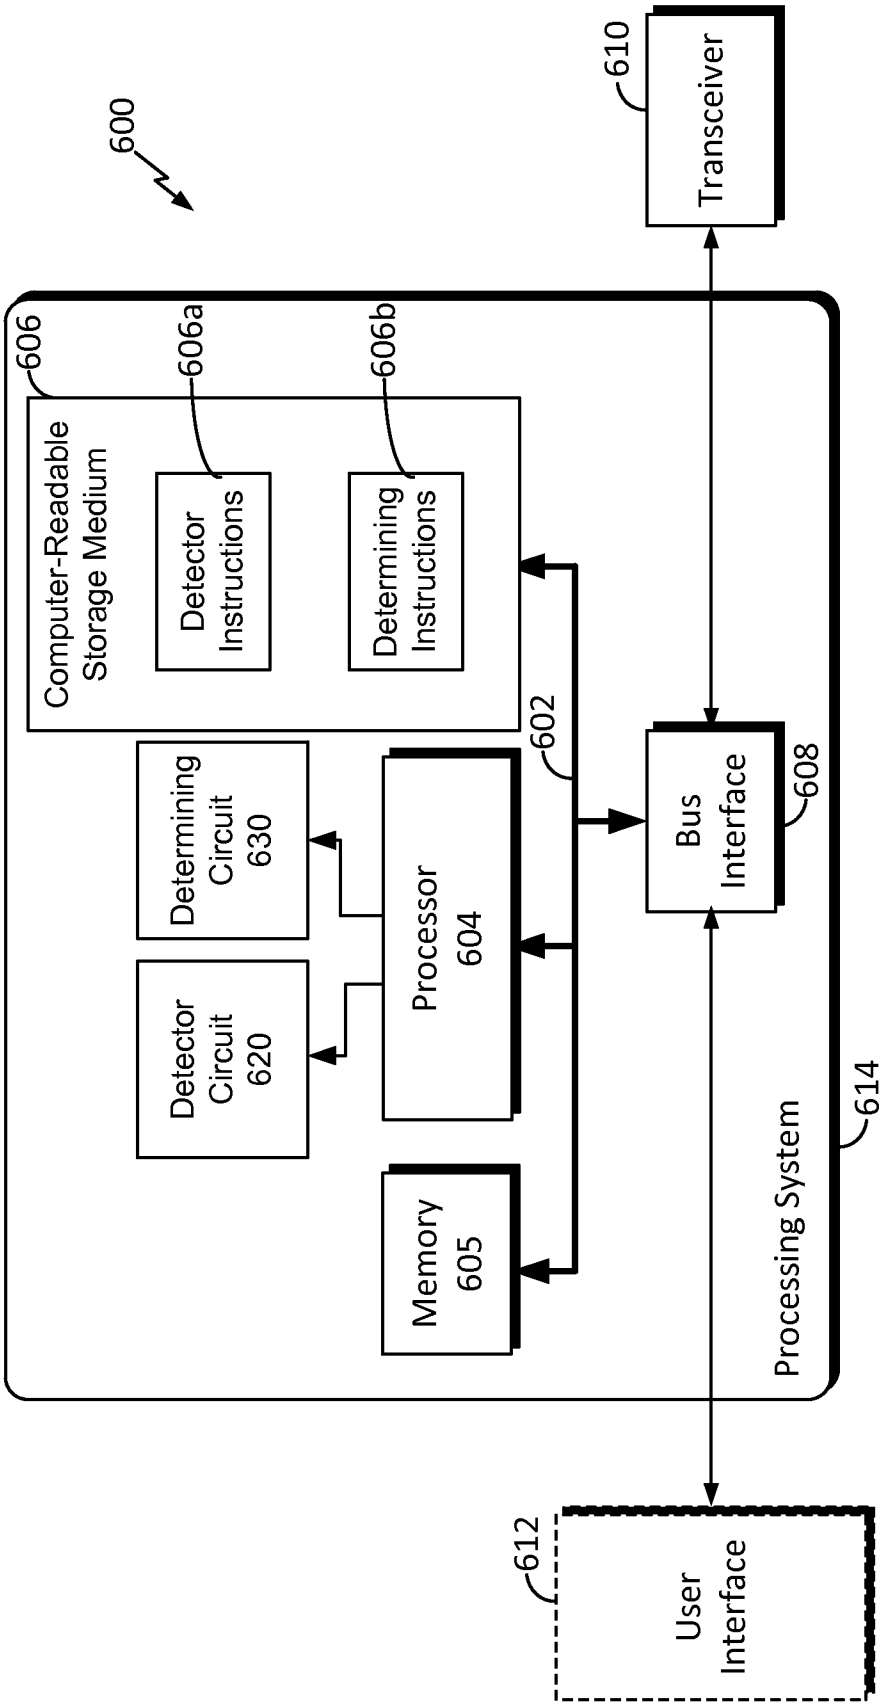 600
606
Computer-Readable
Storage Medium
606a
Detector
Instructions
606b
Determining
Instructions
Detector
Circuit
620
Determining
Circuit
630
Memory
605
Processor
604
602
612
User
Interface
Bus
Interface
608
610
Transceiver
Processing System
614